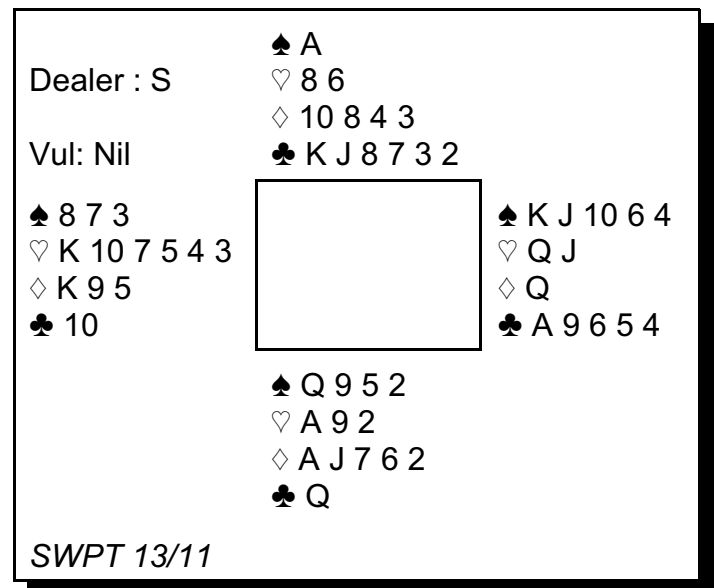 ♠ A
Dealer : S
♡ 8 6
♢ 10 8 4 3
Vul: Nil
♣ K J 8 7 3 2
♠ 8 7 3
♡ K 10 7 5 4 3
♢ K 9 5
♣ 10
♠ K J 10 6 4
♡ Q J
♢ Q
♣ A 9 6 5 4
♠ Q 9 5 2
♡ A 9 2
♢ A J 7 6 2
♣ Q
SWPT 13/11